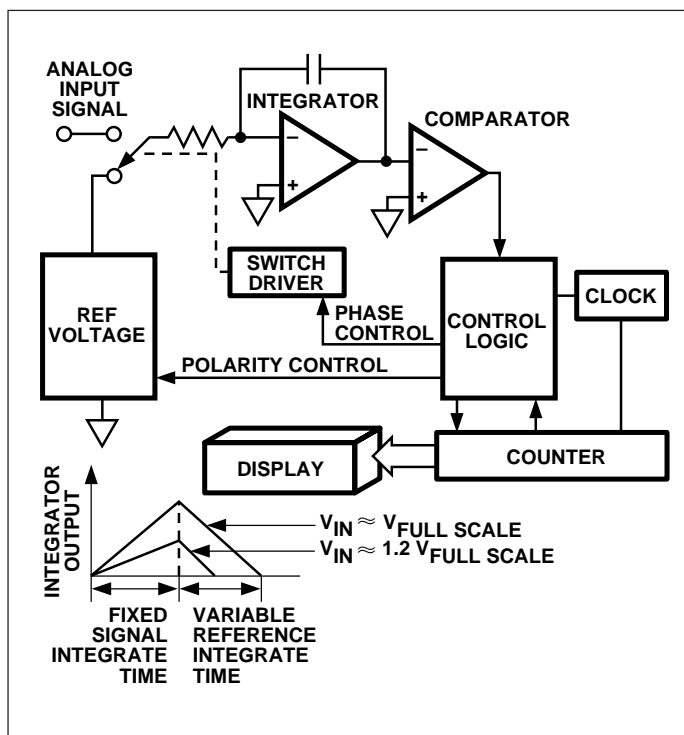 ANALOG
INPUT
SIGNAL
INTEGRATOR
COMPARATOR
–
+
–
+
SWITCH
DRIVER
REF
VOLTAGE
PHASE
CONTROL
CONTROL
LOGIC
CLOCK
POLARITY CONTROL
DISPLAY
COUNTER
INTEGRATOR
OUTPUT
VIN ≈ VFULL SCALE
VIN ≈ 1.2 VFULL SCALE
FIXED
SIGNAL
INTEGRATE
TIME
VARIABLE
REFERENCE
INTEGRATE
TIME